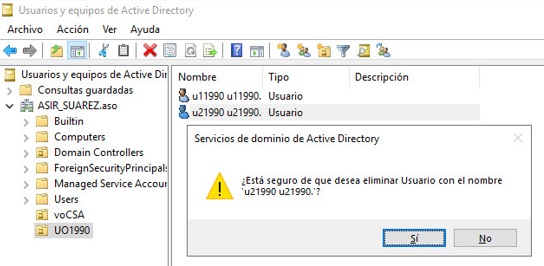 Usuarios y equipos de Active Directory
Archivo Acción Ver Ayuda
Usuarios y equipos de Active Dir
Consultas guardadas
ASIR_SUAREZ.aso
Builtin
Computers
Domain Controllers
ForeignSecurityPrincipals
Managed Service Accour
Users
voCSA
UO1990
Nombre Tipo Descripción
u11990 u11990. Usuario
u21990 u21990. Usuario
Servicios de dominio de Active Directory
¿Está seguro de que desea eliminar Usuario con el nombre
'u21990 u21990.'?
Sí No